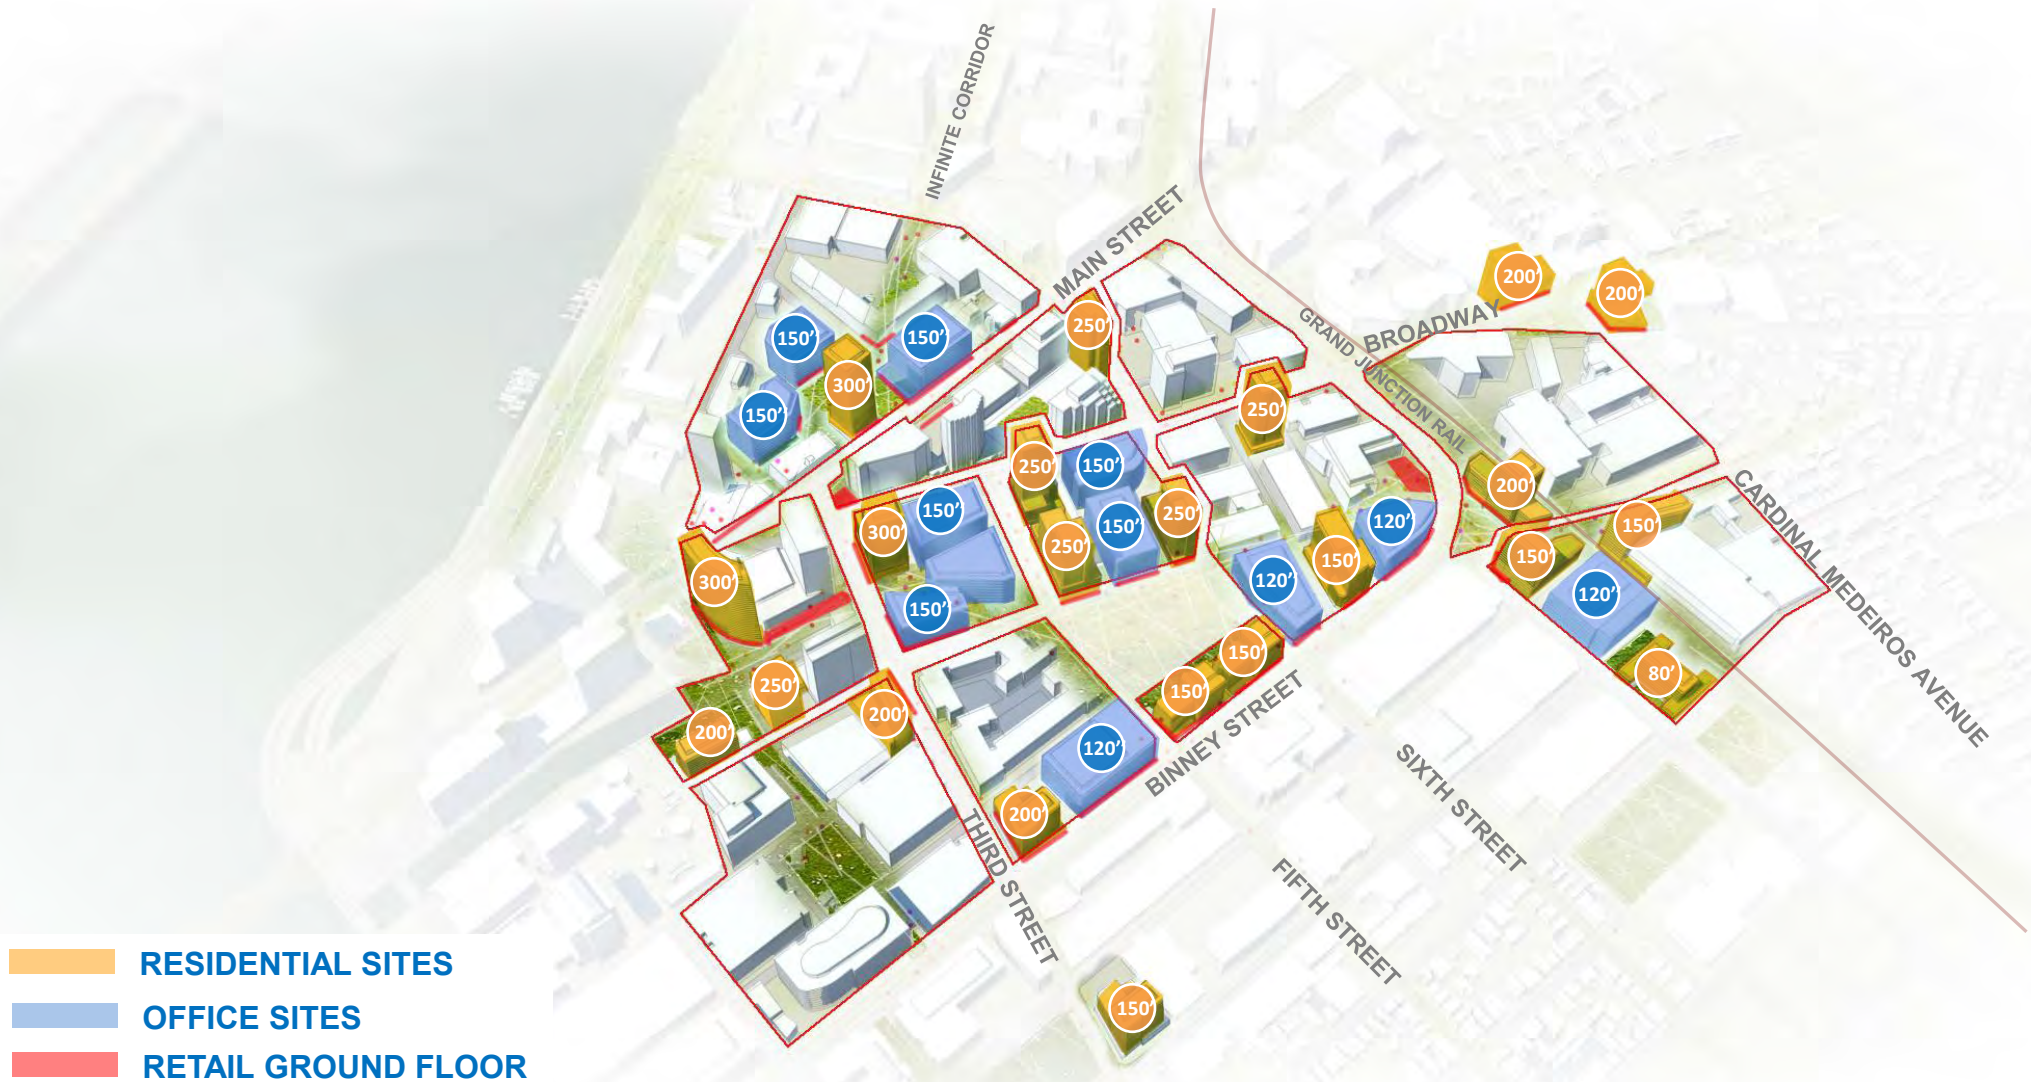 INFINITE CORRIDOR
MAIN STREET
200'
200'
BROADWAY
GRAND JUNCTION RAIL
150'
150'
250'
300'
150'
250'
250'
150'
200'
CARDINAL MEDEIROS AVENUE
300'
150'
150'
250'
150'
120'
150'
250'
150'
150'
300'
150'
120'
120'
150'
150'
80'
250'
150'
200'
200'
120'
BINNEY STREET
SIXTH STREET
200'
THIRD STREET
FIFTH STREET
150'
RESIDENTIAL SITES
OFFICE SITES
RETAIL GROUND FLOOR